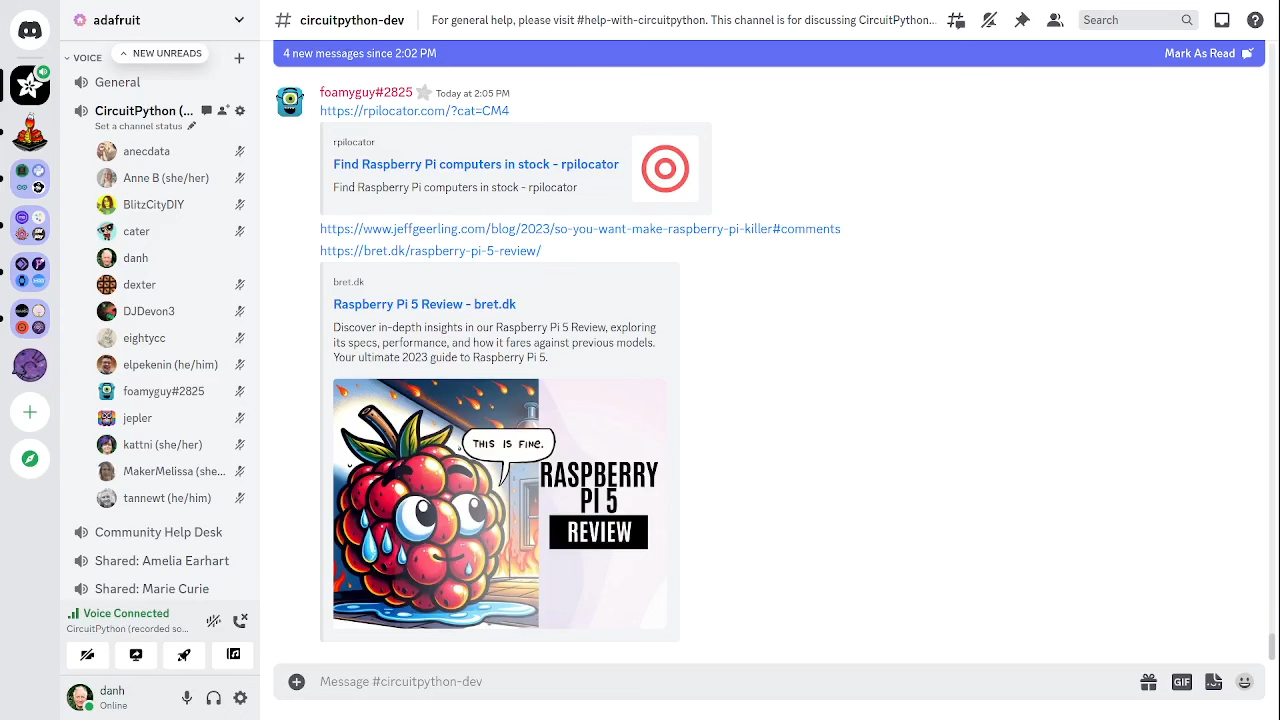 adafruit
# circuitpython-dev
For general help, please visit #help-with-circuitpython. This channel is for discussing CircuitPython...
Search
VOICE
NEW UNREADS
General
CircuitPython (...
Set a channel status
anecdata
Anne B (she/her)
BlitzCityDIY
cater
danh
dexter
DJDevon3
eightycc
elpekenin (he/him)
foamyguy#2825
jepler
kattni (she/her)
MakerMelissa (she...
tannewt (he/him)
Community Help Desk
Shared: Amelia Earhart
Shared: Marie Curie
Voice Connected
CircuitPython (recorded so...
danh
Online
4 new messages since 2:02 PM
Mark As Read
foamyguy#2825 Today at 2:05 PM
https://rpilocator.com/?cat=CM4
rpilocator
Find Raspberry Pi computers in stock - rpilocator
Find Raspberry Pi computers in stock - rpilocator
https://www.jeffgeerling.com/blog/2023/so-you-want-make-raspberry-pi-killer#comments
https://bret.dk/raspberry-pi-5-review/
bret.dk
Raspberry Pi 5 Review - bret.dk
Discover in-depth insights in our Raspberry Pi 5 Review, exploring
its specs, performance, and how it fares against previous models.
Your ultimate 2023 guide to Raspberry Pi 5.
THIS IS FINE.
RASPBERRY
PI 5
REVIEW
Message #circuitpython-dev
GIF